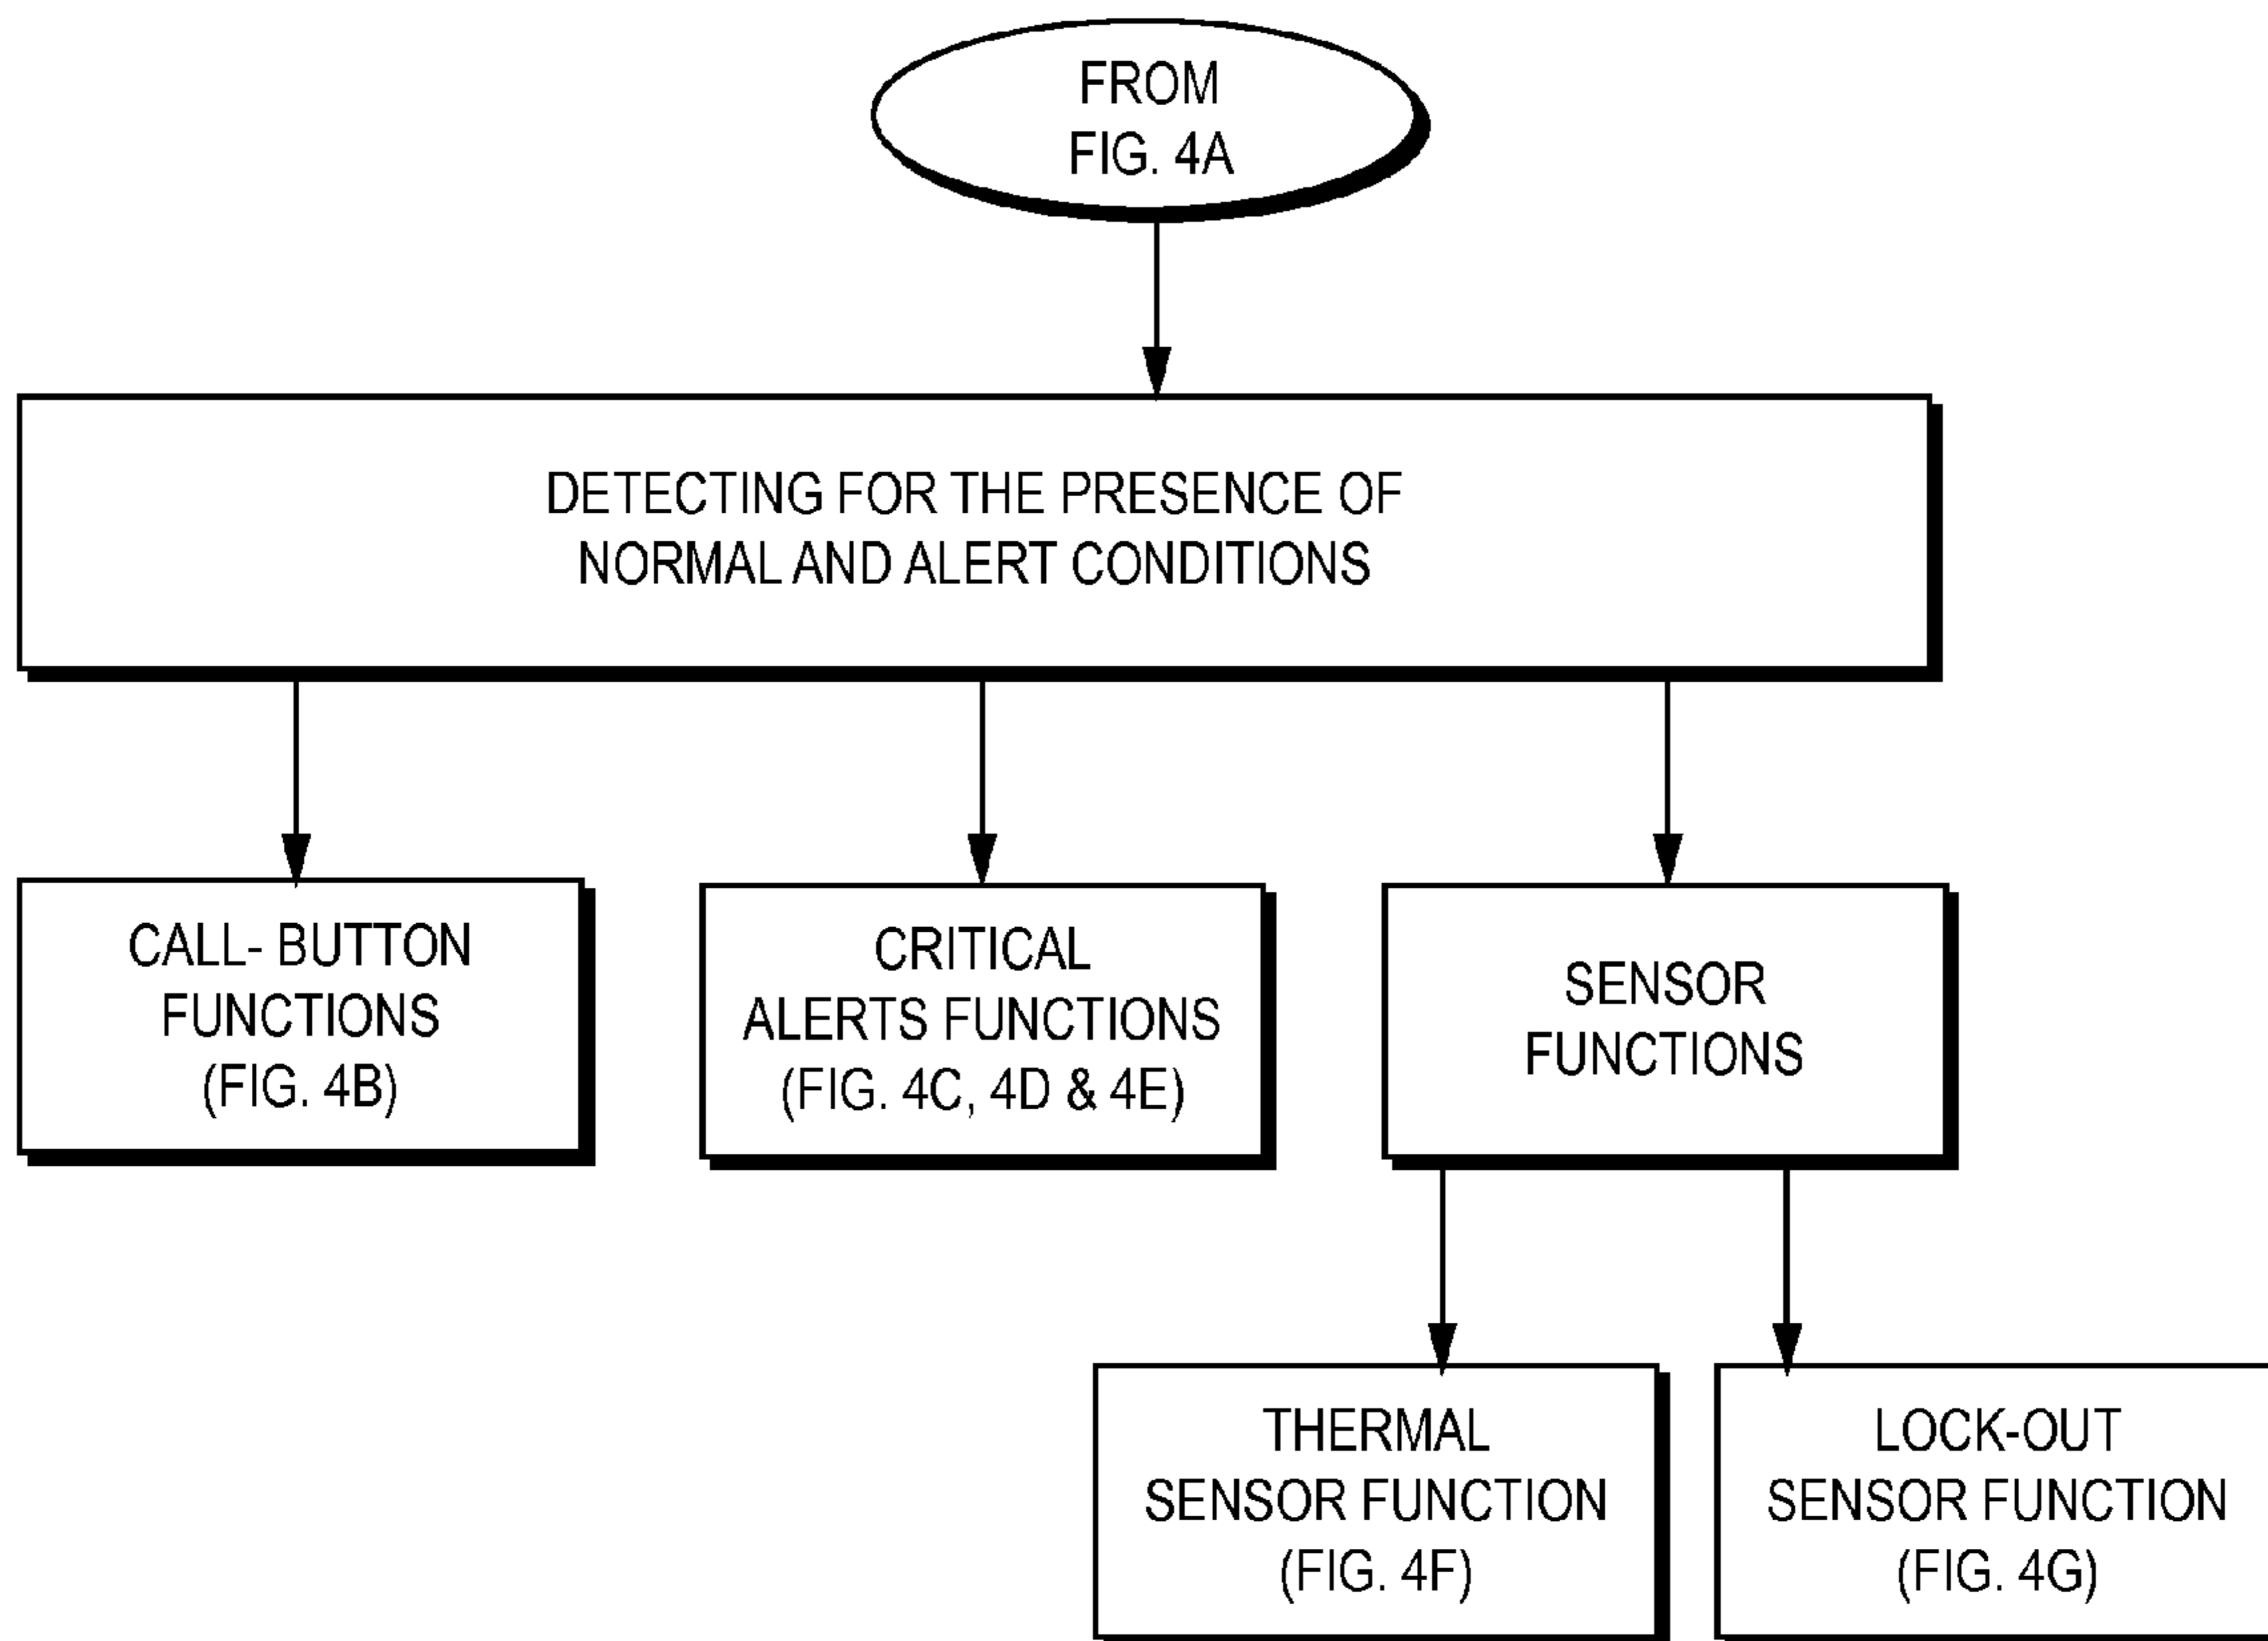 FROM
FIG. 4A
DETECTING FOR THE PRESENCE OF
NORMAL AND ALERT CONDITIONS
CALL- BUTTON
FUNCTIONS
(FIG. 4B)
CRITICAL
ALERTS FUNCTIONS
(FIG. 4C, 4D & 4E)
SENSOR
FUNCTIONS
THERMAL
SENSOR FUNCTION
(FIG. 4F)
LOCK-OUT
SENSOR FUNCTION
(FIG. 4G)